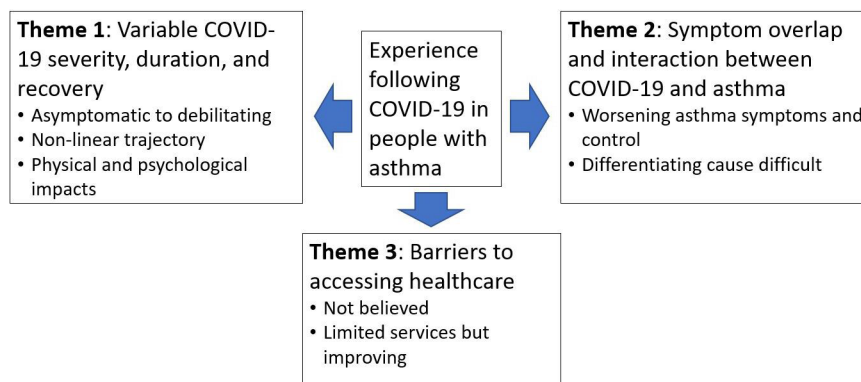 Theme 1: Variable COVID-
19 severity, duration, and
recovery
• Asymptomatic to debilitating
• Non-linear trajectory
• Physical and psychological
impacts
Experience
following
COVID-19 in
people with
asthma
Theme 2: Symptom overlap
and interaction between
COVID-19 and asthma
• Worsening asthma symptoms and
control
• Differentiating cause difficult
Theme 3: Barriers to
accessing healthcare
• Not believed
• Limited services but
improving